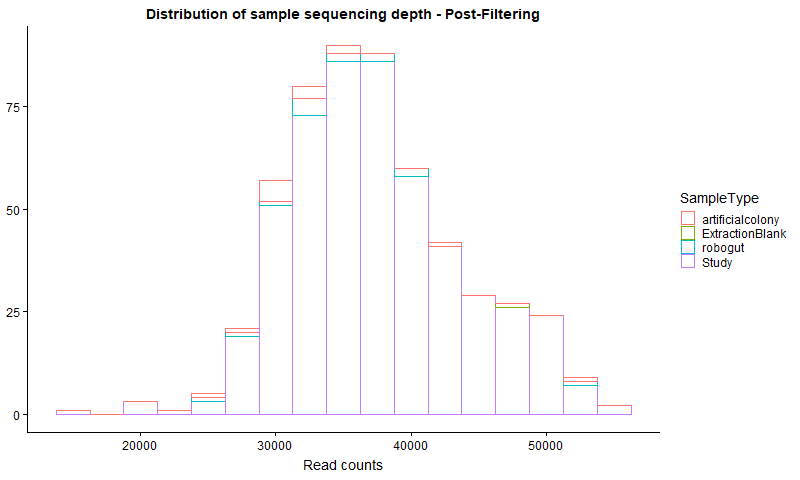 Distribution of sample sequencing depth - Post-Filtering
75
50
25
0
20000
30000
40000
50000
Read counts
SampleType
artificialcolony
ExtractionBlank
robogut
Study